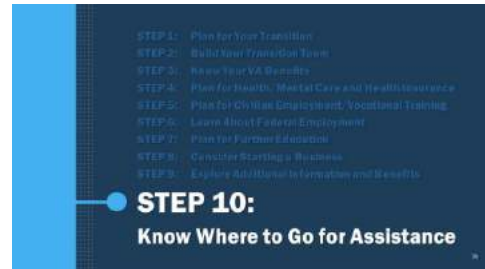 STEP 1: Plan for Your Transition
STEP 2: Build Your Transition Team
STEP 3: Know Your VA Benefits
STEP 4: Plan for Health, Mental Care and Health Insurance
STEP 5: Plan for Civilian Employment, Vocational Training
STEP 6: Learn About Federal Employment
STEP 7: Plan for Further Education
STEP 8: Consider Starting a Business
STEP 9: Explore Additional Information and Benefits
STEP 10:
Know Where to Go for Assistance